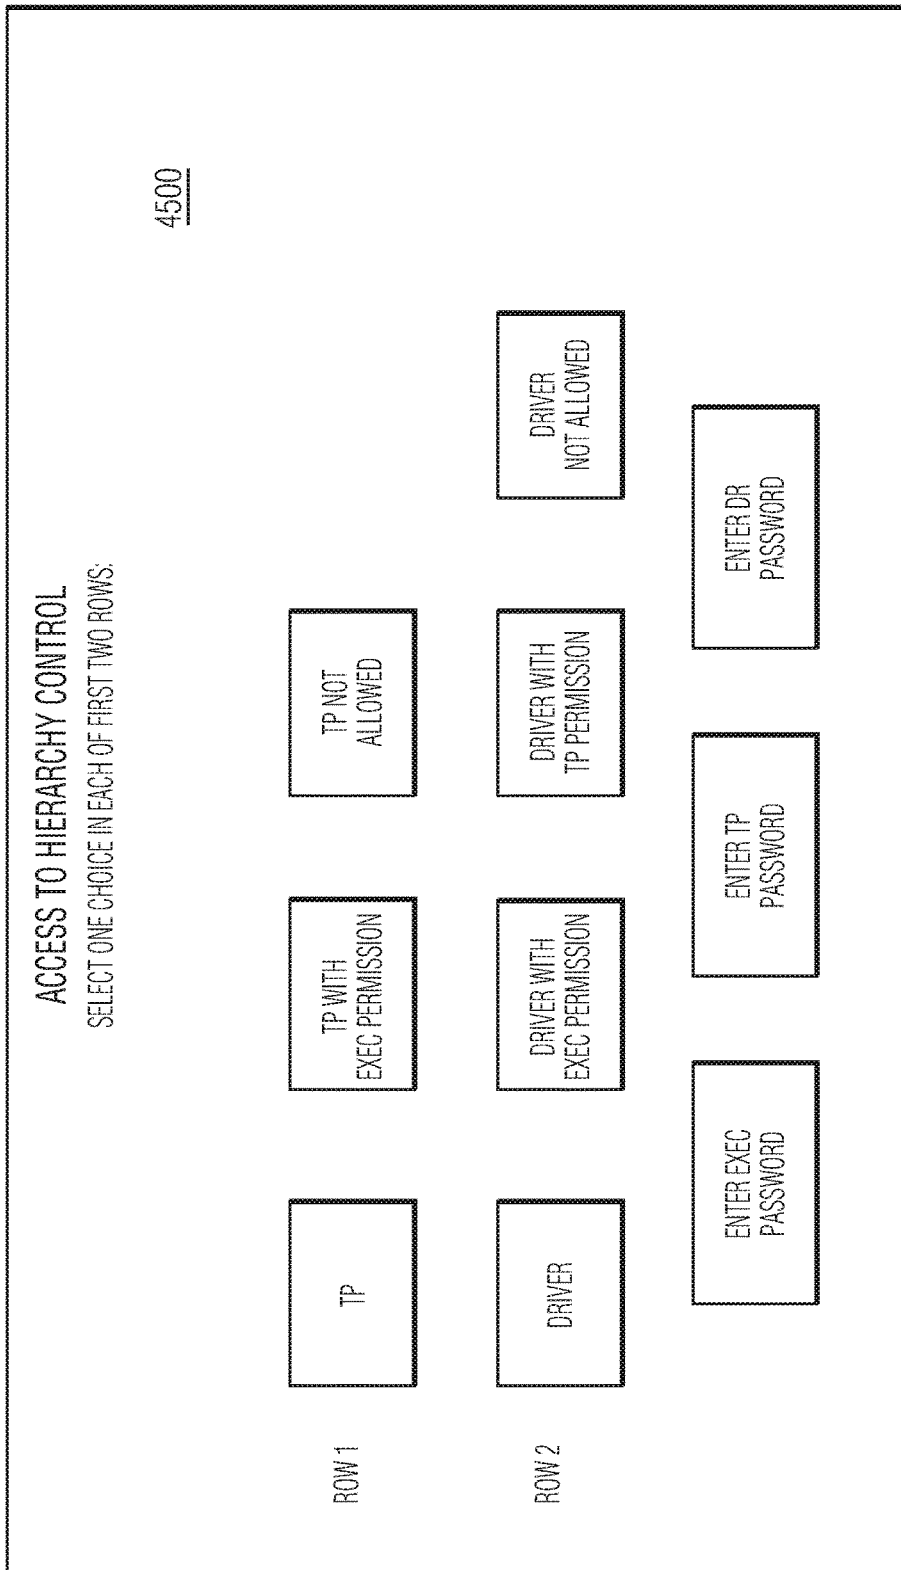 ACCESS TO HIERARCHY CONTROL
SELECT ONE CHOICE IN EACH OF FIRST TWO ROWS:
4500
ROW 1
TP
TP WITH
EXEC PERMISSION
TP NOT
ALLOWED
ROW 2
DRIVER
DRIVER WITH
EXEC PERMISSION
DRIVER WITH
TP PERMISSION
DRIVER
NOT ALLOWED
ENTER EXEC
PASSWORD
ENTER TP
PASSWORD
ENTER DR
PASSWORD